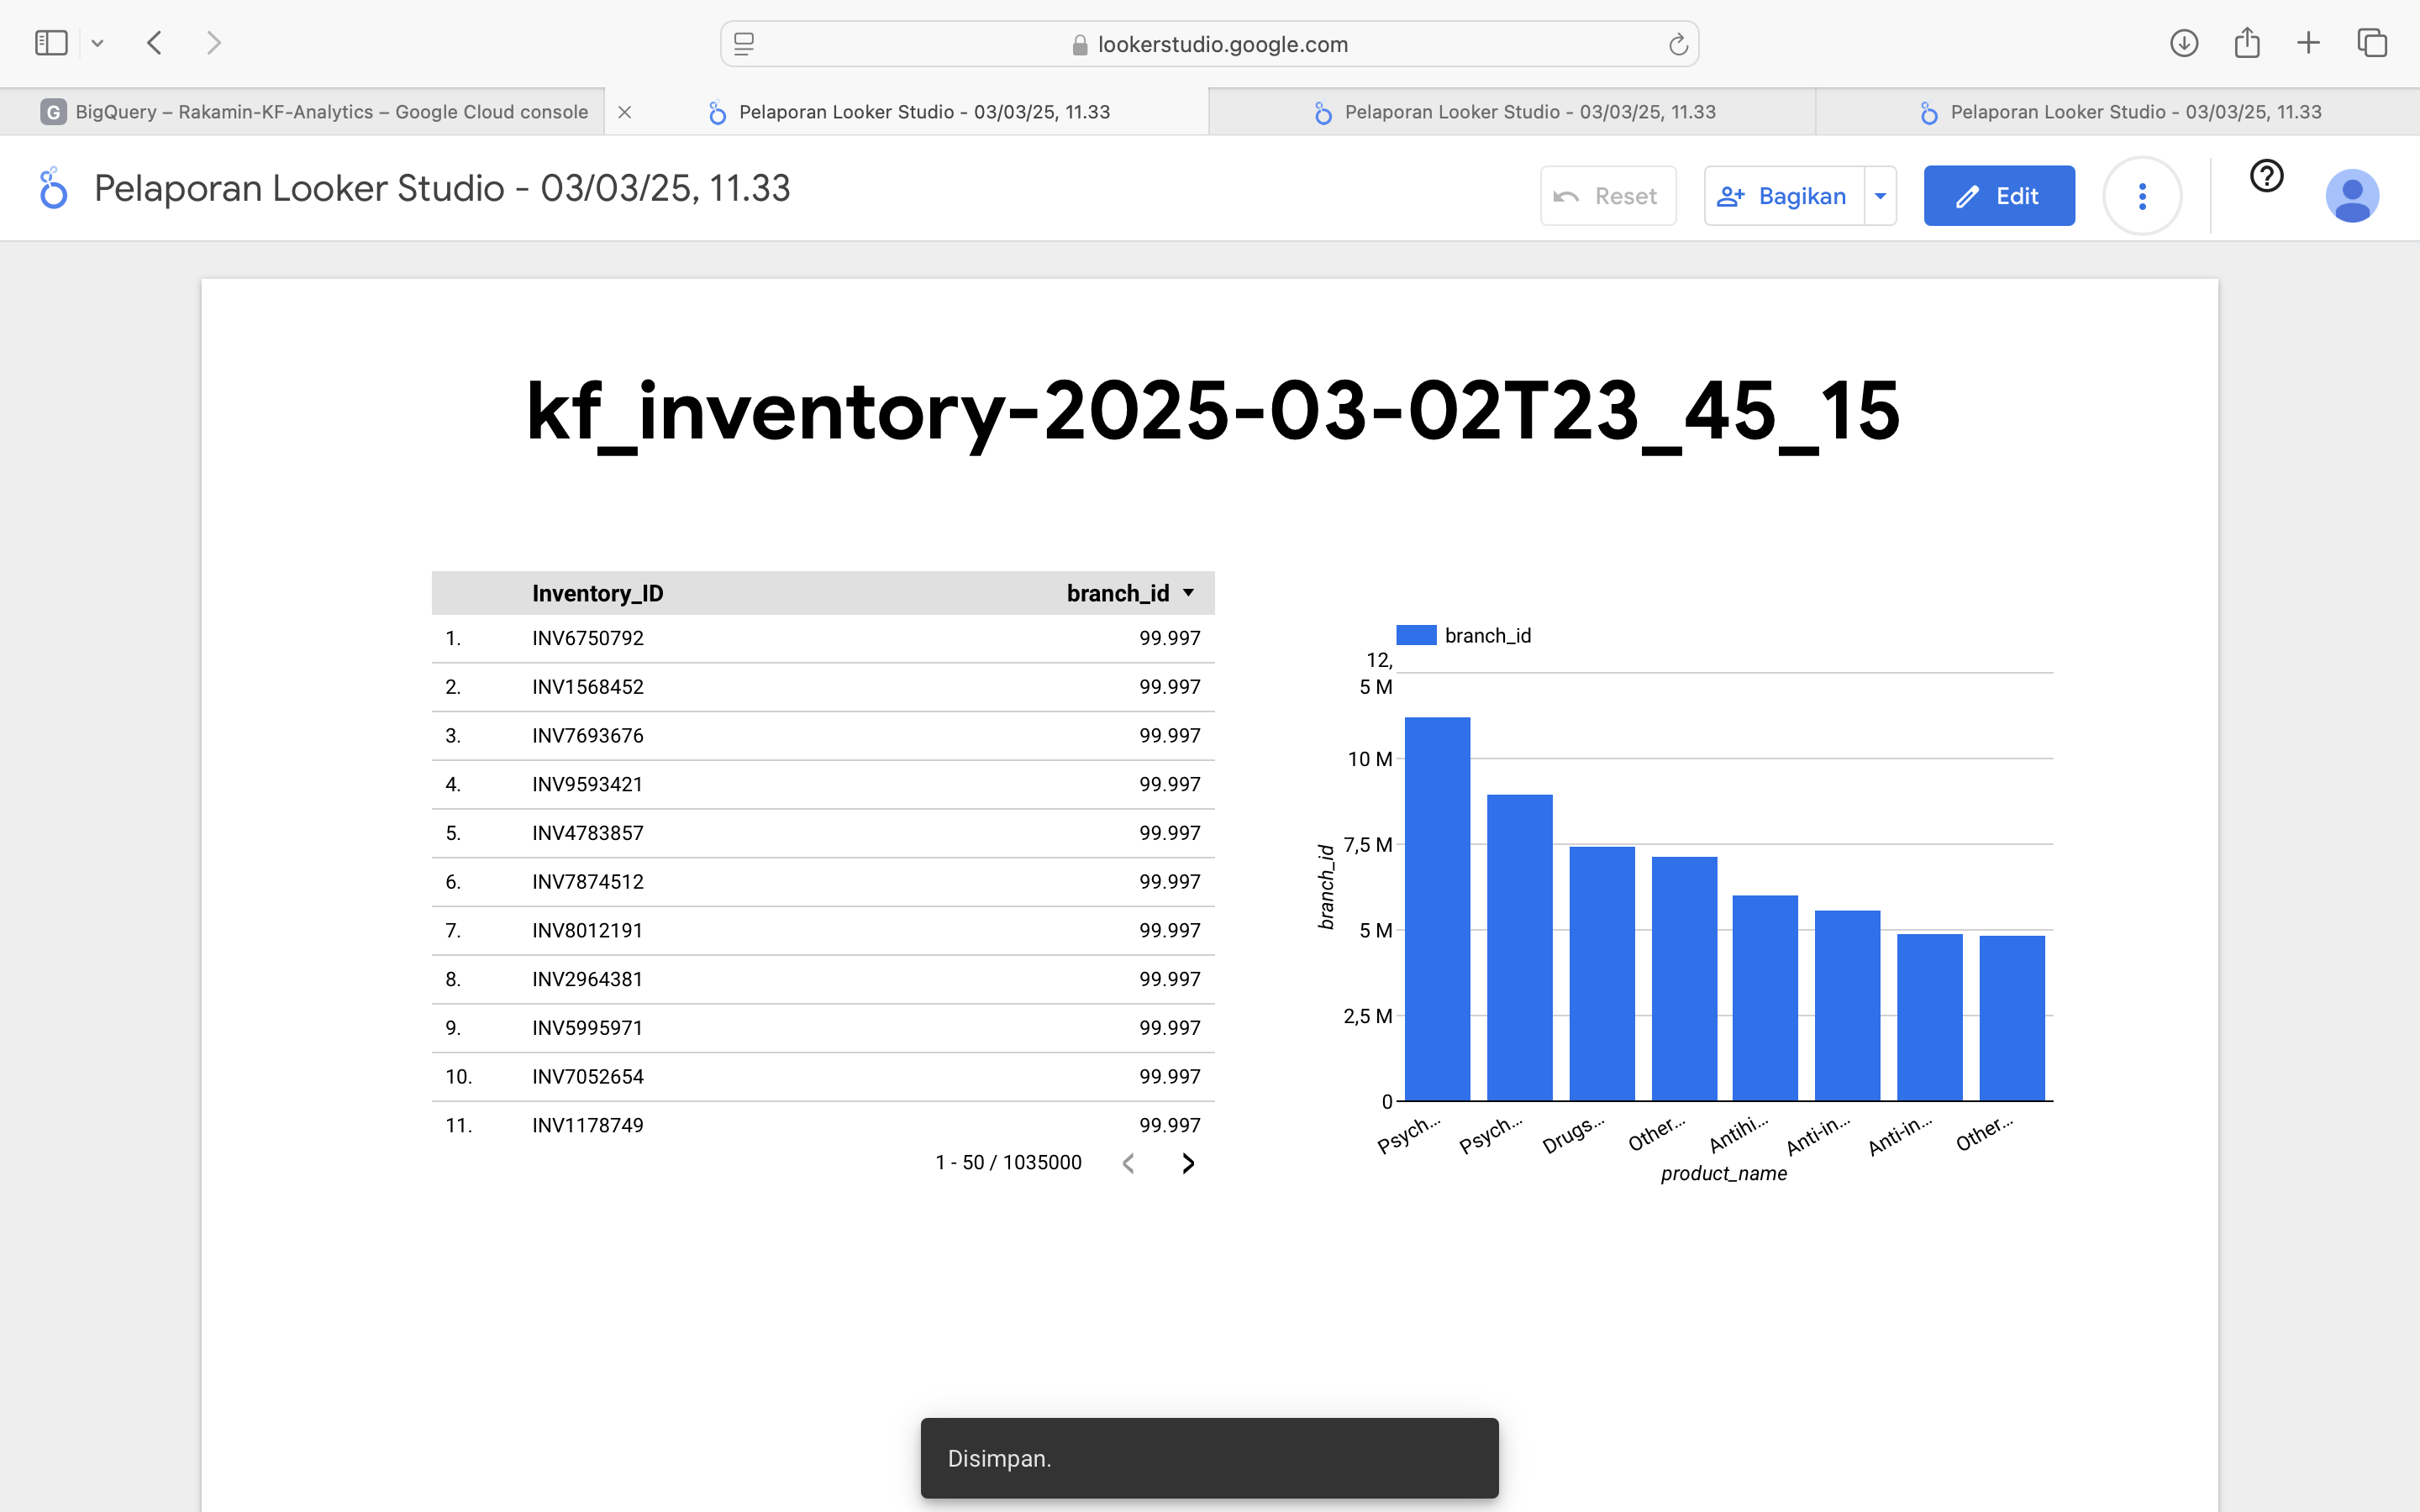 lookerstudio.google.com
G BigQuery – Rakamin-KF-Analytics – Google Cloud console
Pelaporan Looker Studio - 03/03/25, 11.33
Pelaporan Looker Studio - 03/03/25, 11.33
Pelaporan Looker Studio - 03/03/25, 11.33
Pelaporan Looker Studio - 03/03/25, 11.33
Reset
Bagikan
Edit
kf_inventory-2025-03-02T23_45_15
Inventory_ID branch_id
1. INV6750792 99.997
2. INV1568452 99.997
3. INV7693676 99.997
4. INV9593421 99.997
5. INV4783857 99.997
6. INV7874512 99.997
7. INV8012191 99.997
8. INV2964381 99.997
9. INV5995971 99.997
10. INV7052654 99.997
11. INV1178749 99.997
1 - 50 / 1035000
branch_id
12,
5 M
10 M
7,5 M
5 M
2,5 M
0
branch_id
Psych... Psych... Drugs... Other... Antihi... Anti-in... Anti-in... Other...
product_name
Disimpan.